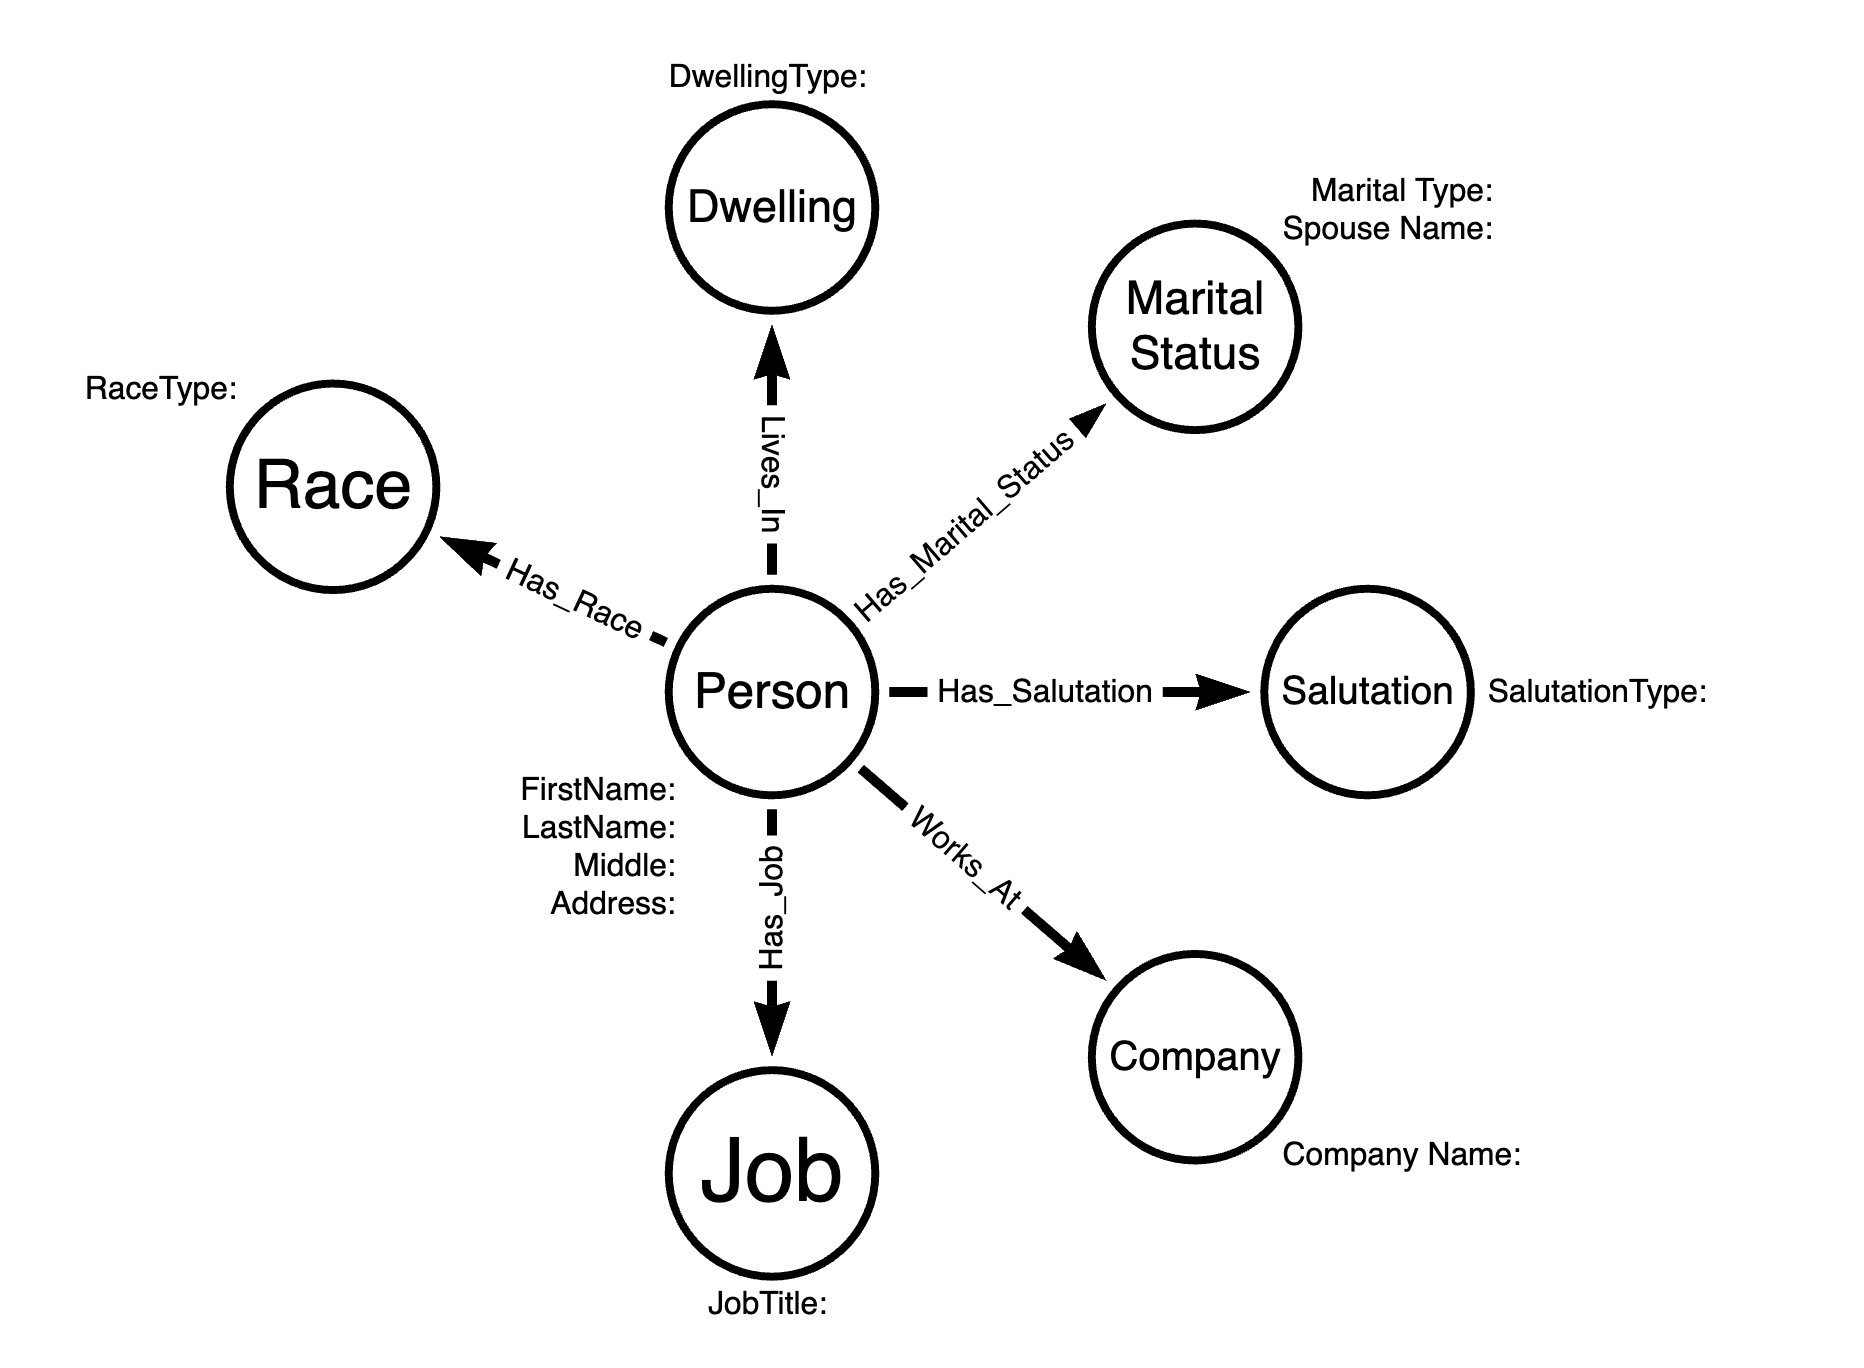 DwellingType:
Dwelling
Marital Type:
Spouse Name:
Marital
Status
RaceType:
Race
Lives_In
Has_Marital_Status
Has_Race
Person
Has_Salutation
Salutation
SalutationType:
FirstName:
LastName:
Middle:
Address:
Has_Job
Works_At
Company
Company Name:
Job
JobTitle: